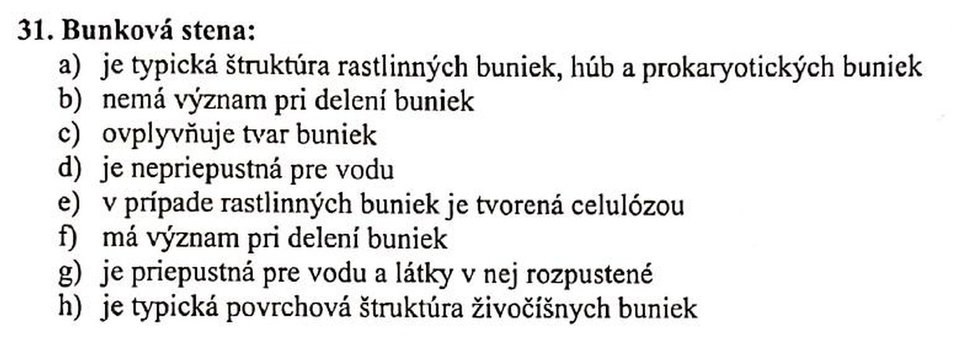 31. Bunková stena:
a) je typická štruktúra rastlinných buniek, húb a prokaryotických buniek
b) nemá význam pri delení buniek
c) ovplyvňuje tvar buniek
d) je nepriepustná pre vodu
e) v prípade rastlinných buniek je tvorená celulózou
f) má význam pri delení buniek
g) je priepustná pre vodu a látky v nej rozpustené
h) je typická povrchová štruktúra živočíšnych buniek